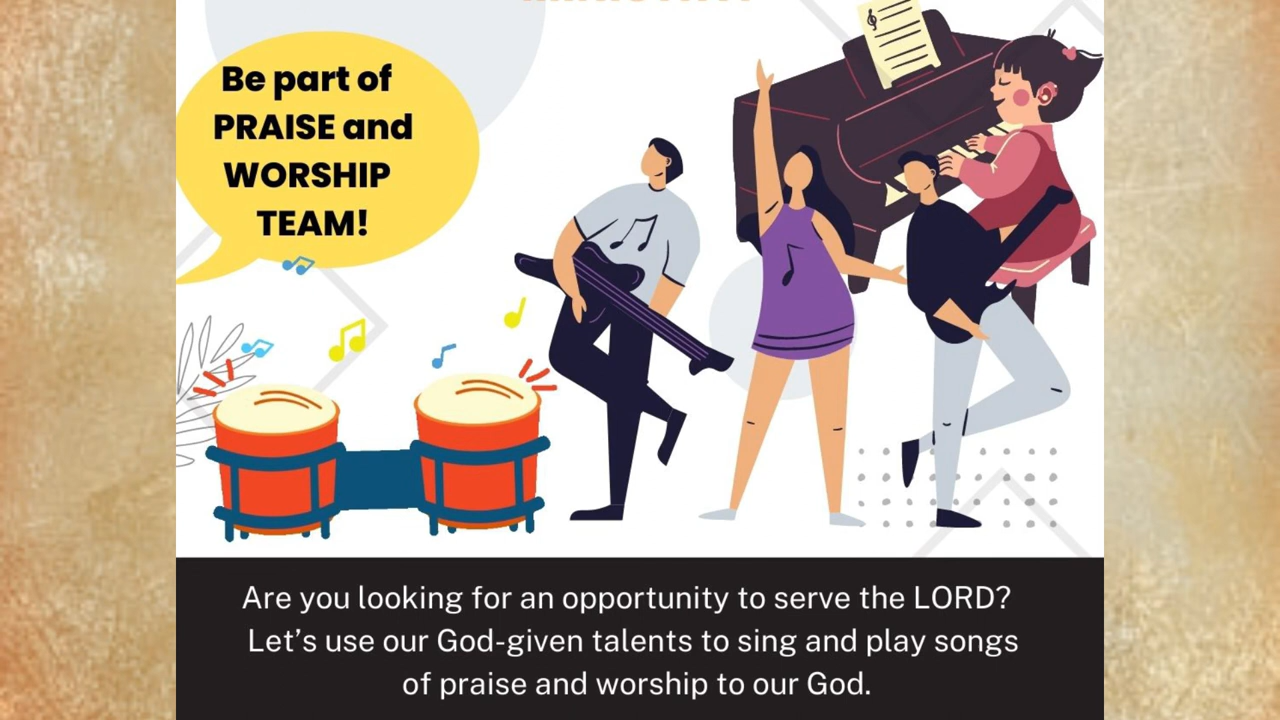 Be part of
PRAISE and
WORSHIP
TEAM!
Are you looking for an opportunity to serve the LORD?
Let’s use our God-given talents to sing and play songs
of praise and worship to our God.